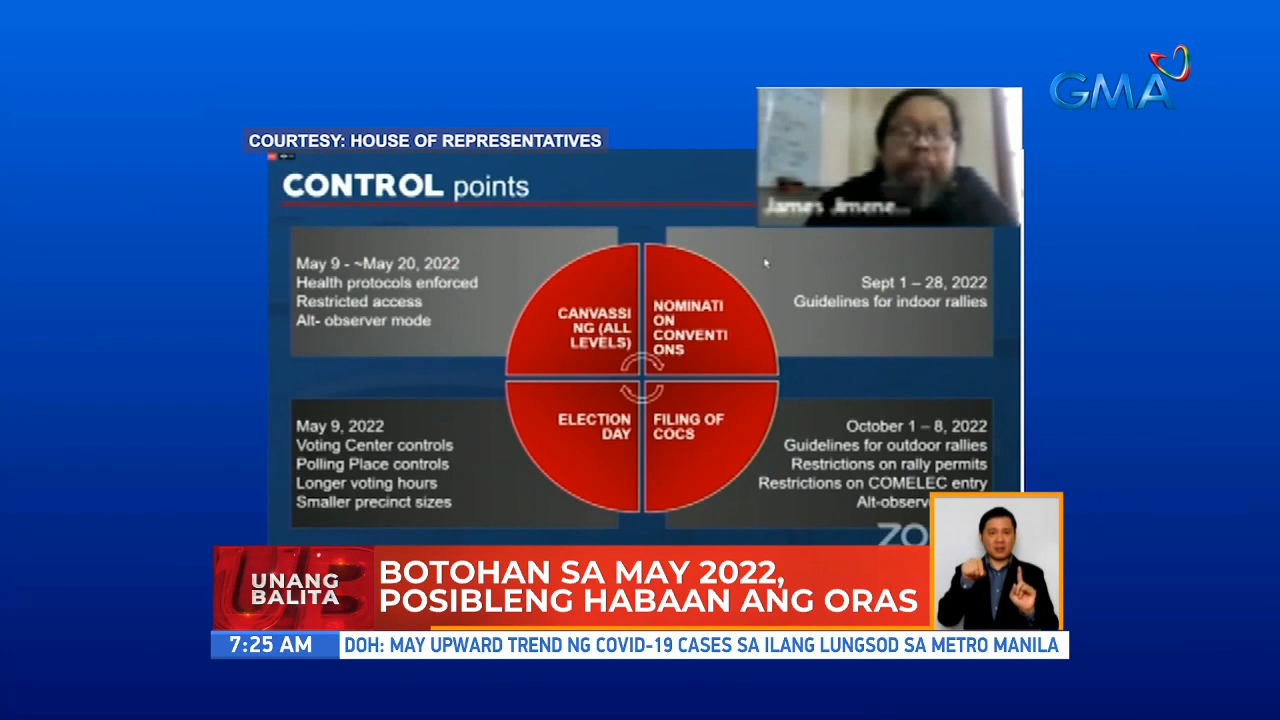 GMA
COURTESY: HOUSE OF REPRESENTATIVES
CONTROL points
James Jimene...
May 9 - ~May 20, 2022
Health protocols enforced
Restricted access
Alt- observer mode
CANVASSI
NG (ALL
LEVELS)
NOMINATI
ON
CONVENTI
ONS
Sept 1 – 28, 2022
Guidelines for indoor rallies
May 9, 2022
Voting Center controls
Polling Place controls
Longer voting hours
Smaller precinct sizes
ELECTION
DAY
FILING OF
COCS
October 1 – 8, 2022
Guidelines for outdoor rallies
Restrictions on rally permits
Restrictions on COMELEC entry
Alt-observe
ZO
UNANG
BALITA
BOTOHAN SA MAY 2022,
POSIBLENG HABAAN ANG ORAS
7:25 AM
DOH: MAY UPWARD TREND NG COVID-19 CASES SA ILANG LUNGSOD SA METRO MANILA